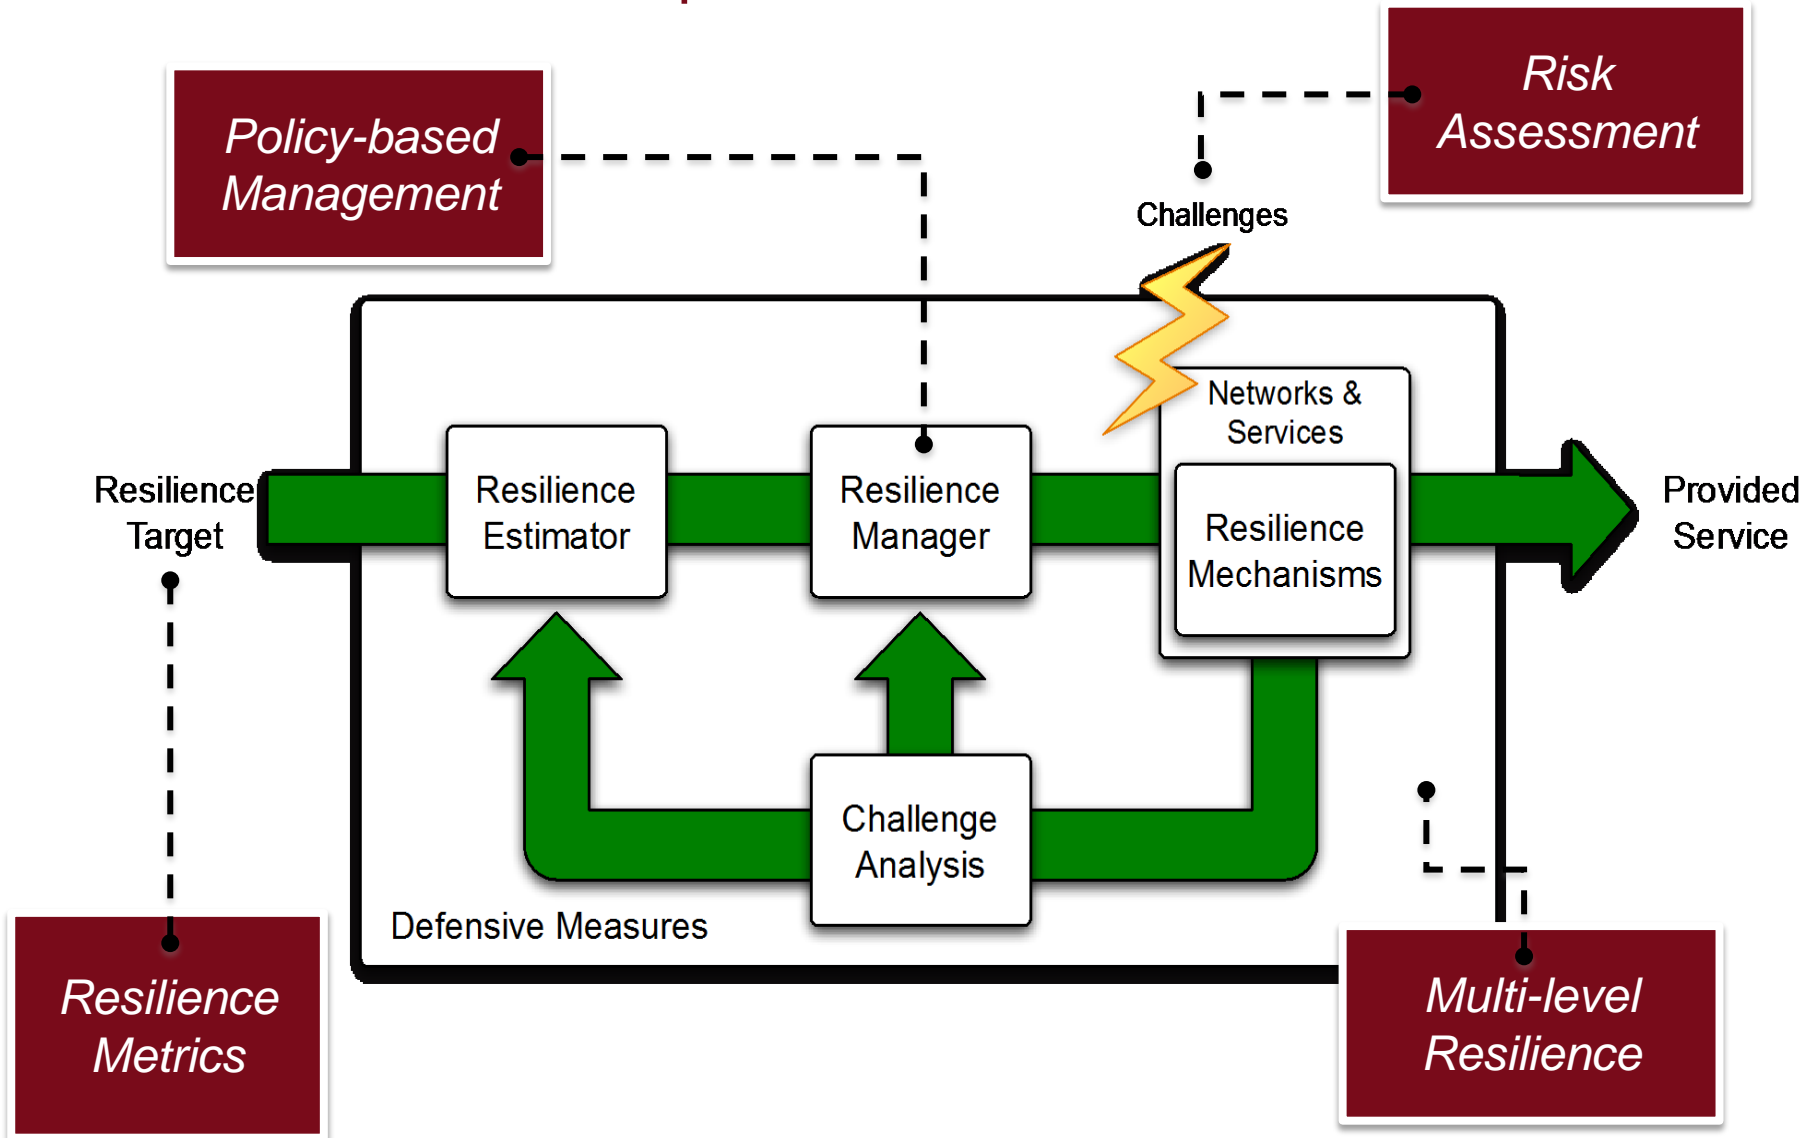 Risk
Assessment
Policy-based
Management
Challenges
Networks &
Services
Resilience
Target
Resilience
Estimator
Resilience
Manager
Resilience
Mechanisms
Provided
Service
Challenge
Analysis
Defensive Measures
Resilience
Metrics
Multi-level
Resilience